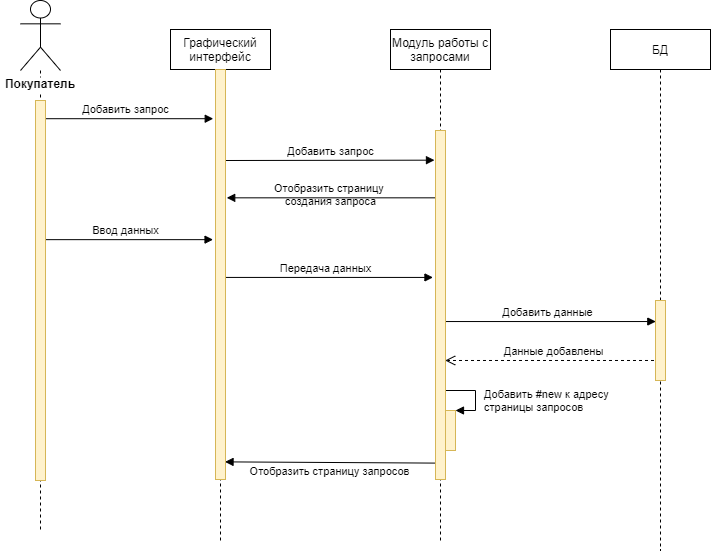 Графический
интерфейс
Модуль работы с
запросами
БД
Покупатель
Добавить запрос
Добавить запрос
Отобразить страницу
создания запроса
Ввод данных
Передача данных
Добавить данные
Данные добавлены
Добавить #new к адресу
страницы запросов
Отобразить страницу запросов